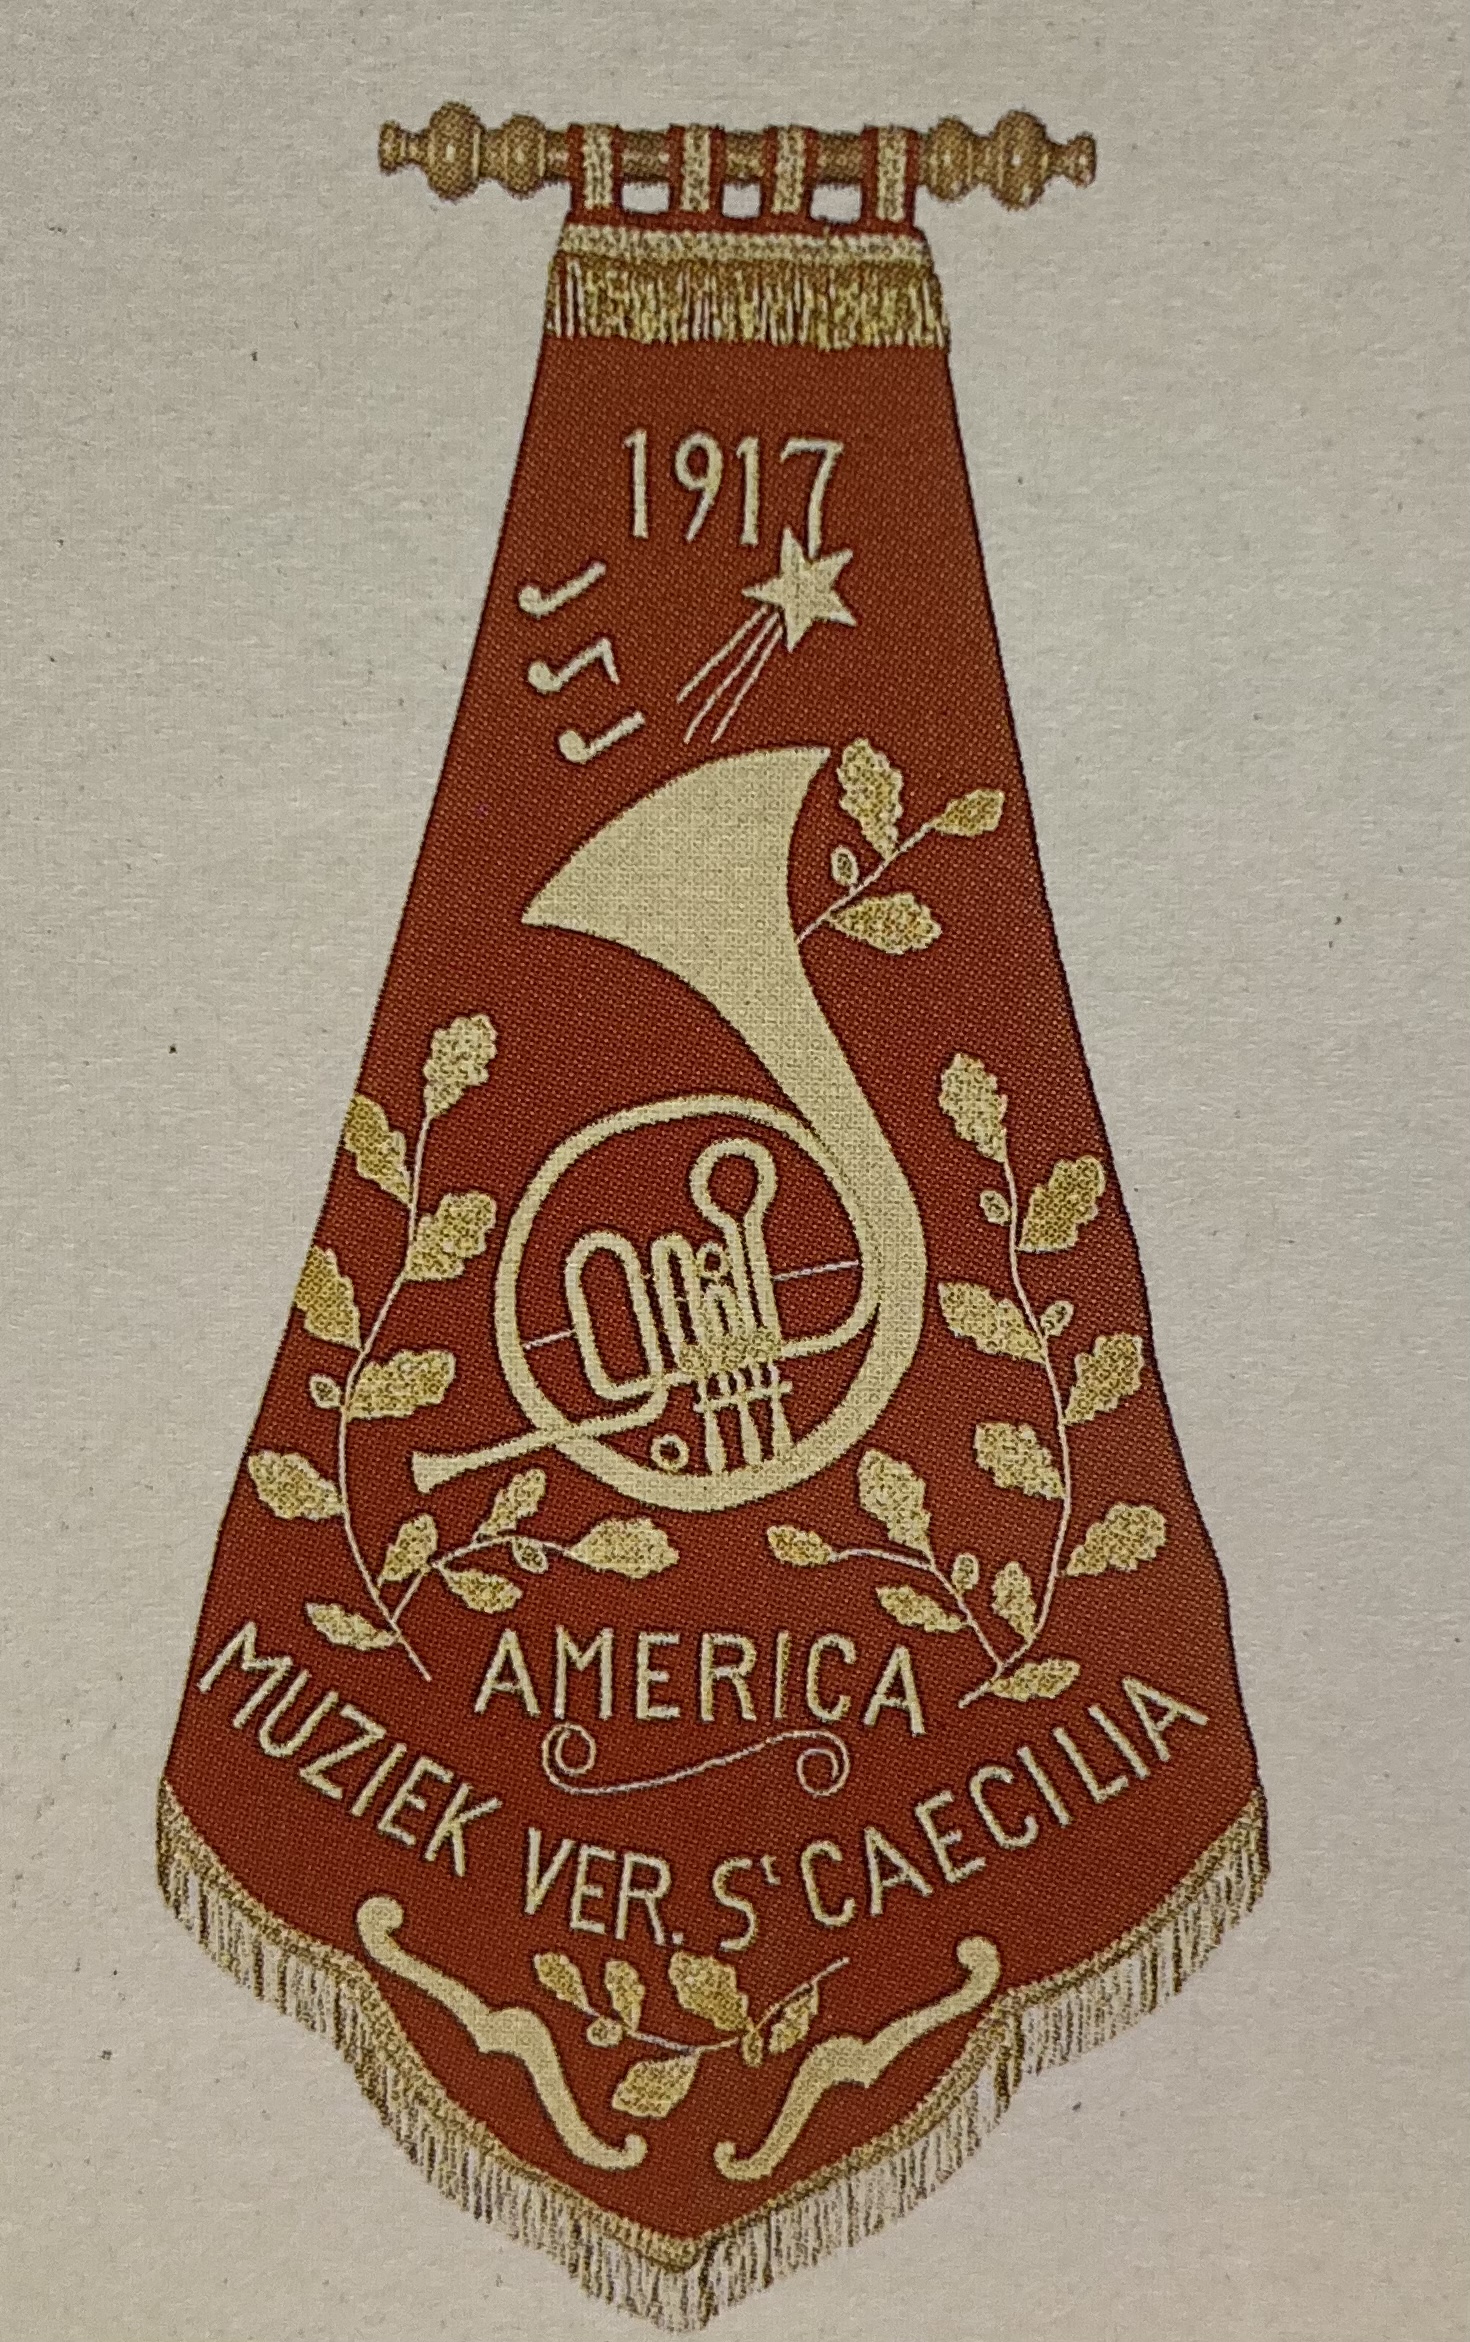 1917
AMERICA
MUZIEK VER. St CAECILIA